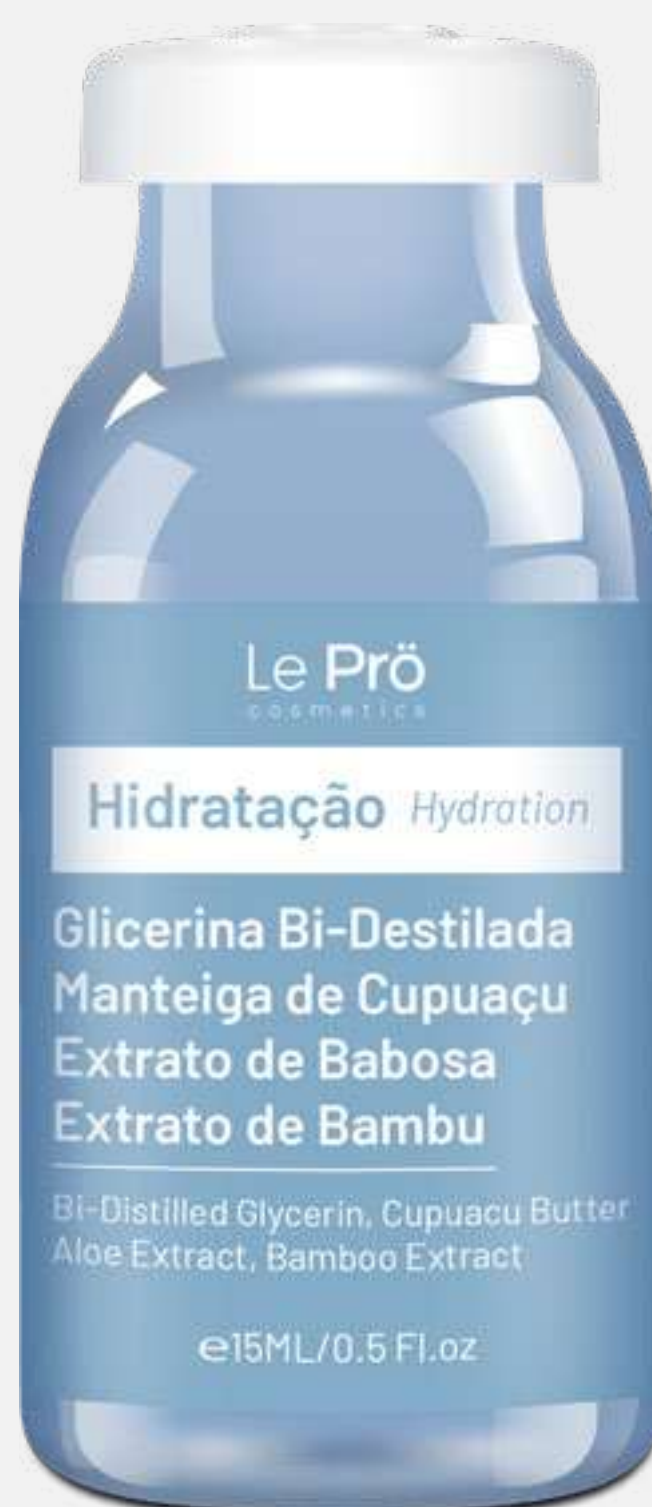 Le Prö
cosmetics
Hidratação Hydration
Glicerina Bi-Destilada
Manteiga de Cupuaçu
Extrato de Babosa
Extrato de Bambu
Bi-Distilled Glycerin, Cupuacu Butter
Aloe Extract, Bamboo Extract
℮15ML/0.5 Fl.oz